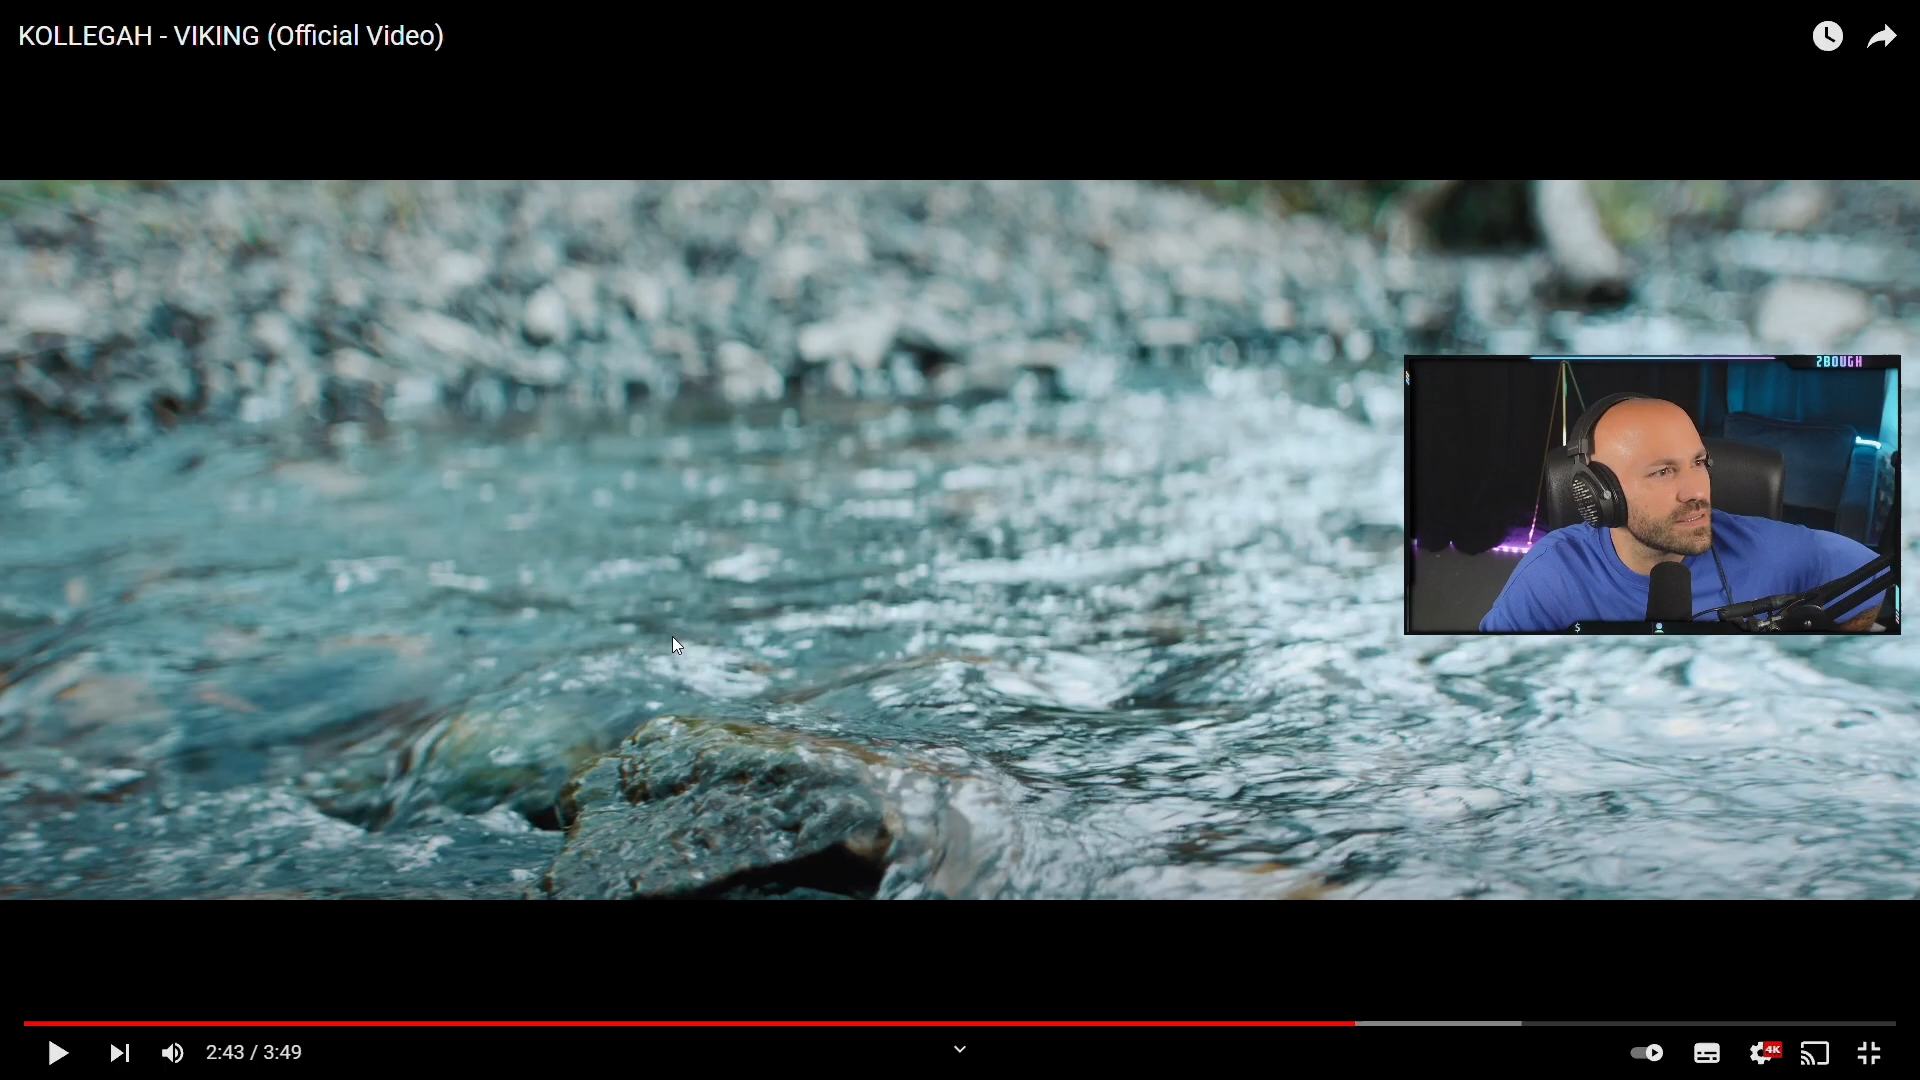 KOLLEGAH - VIKING (Official Video)
2BOUGH
$
2:43 / 3:49
4K